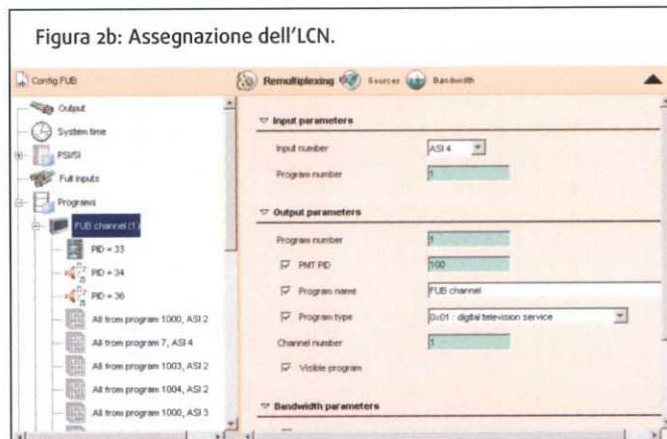 Figura 2b: Assegnazione dell'LCN.
Config FUB
Remultiplexing Sources Bandwidth
Output
System time
PSI/SI
Full inputs
Programs
FUB channel (1)
PID = 33
PID = 34
PID = 36
All from program 1000, ASI 2
All from program 7, ASI 4
All from program 1003, ASI 2
All from program 1004, ASI 2
All from program 1000, ASI 3
Input parameters
Input number ASI 4
Program number 1
Output parameters
Program number 1
PMT PID 100
Program name FUB channel
Program type 0x01 : digital television service
Channel number 1
Visible program
Bandwidth parameters